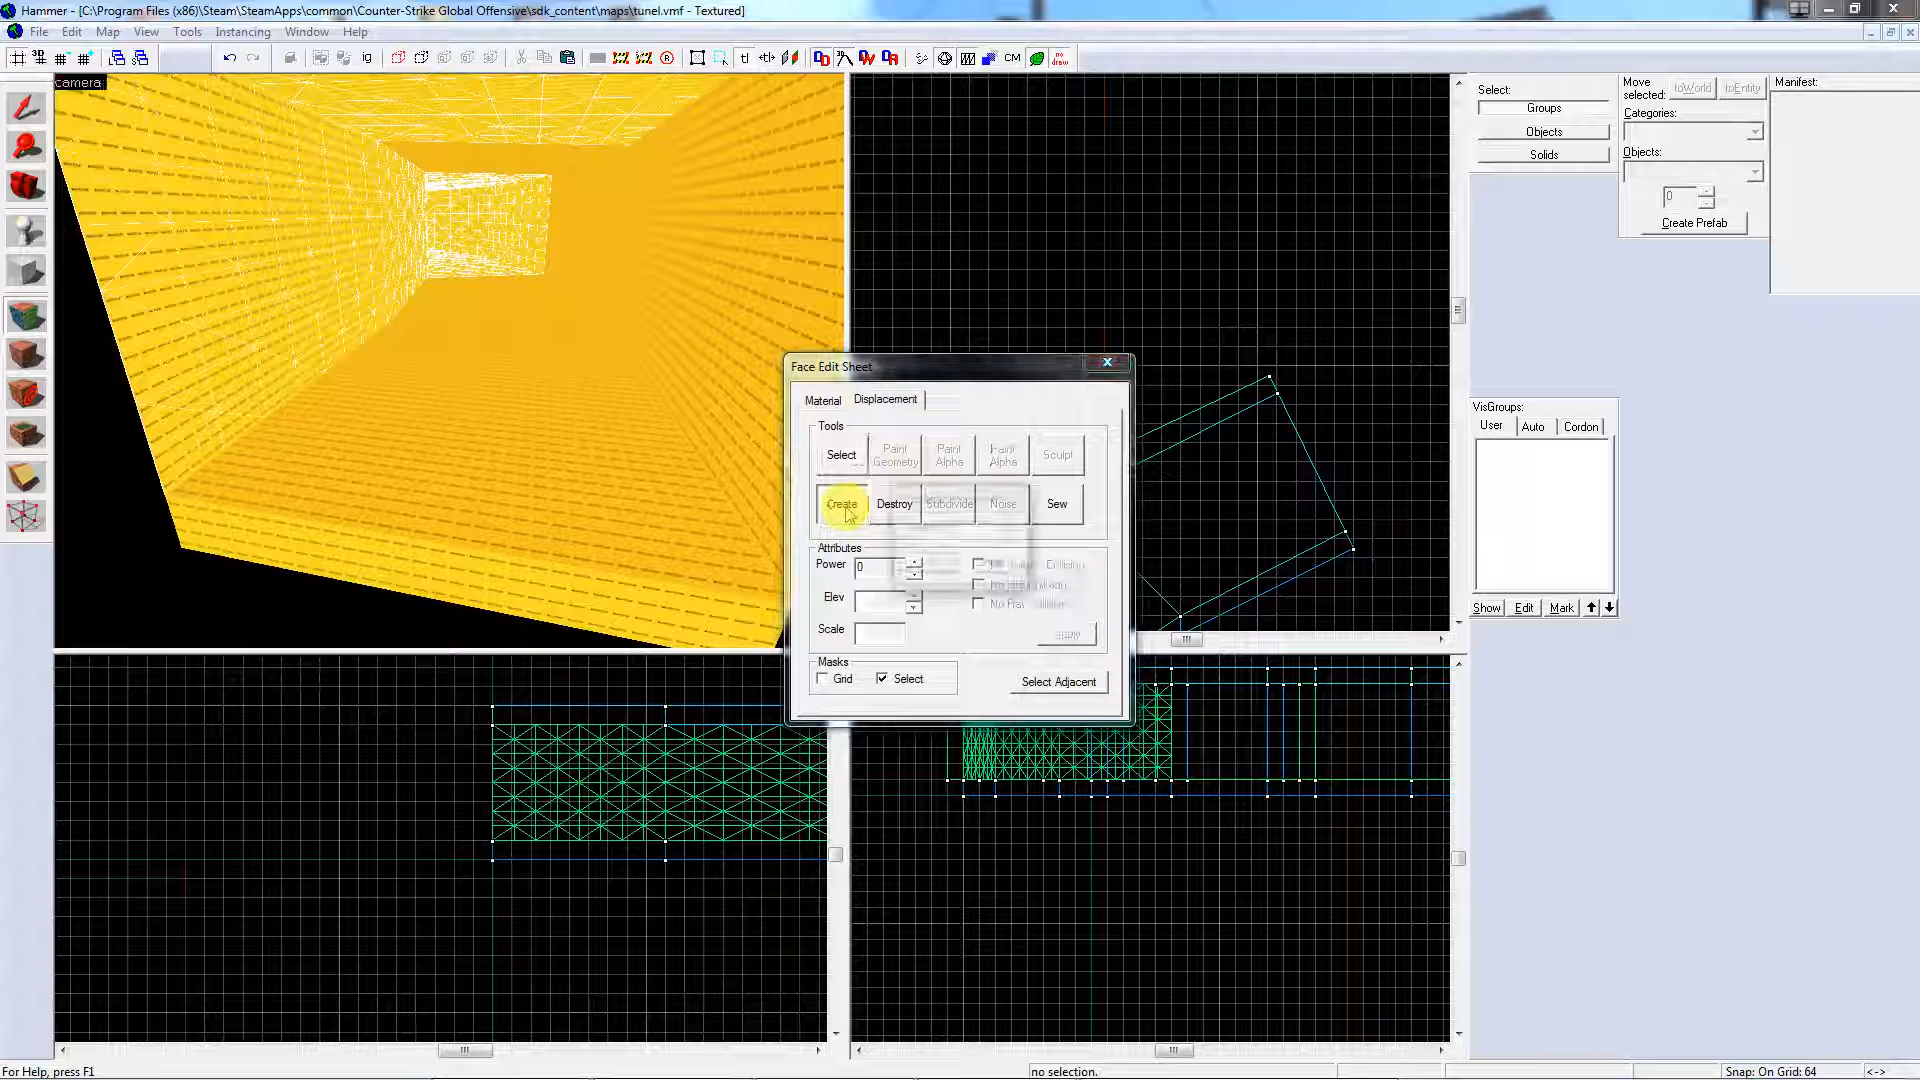 Hammer - [C:\Program Files (x86)\Steam\SteamApps\common\Counter-Strike Global Offensive\sdk_content\maps\tunel.vmf - Textured]
File Edit Map View Tools Instancing Window Help
camera
Select:
Groups
Objects
Solids
Move selected:
toWorld toEntity
Categories:
Objects:
0
Create Prefab
Manifest:
VisGroups:
User Auto Cordon
Show Edit Mark
Face Edit Sheet
Material Displacement
Tools
Select
Paint Geometry
Paint Alpha
Paint Alpha
Sculpt
Create Destroy Subdivide Noise Sew
Attributes
Power 0
Elev
Scale
Masks
Grid Select
Select Adjacent
For Help, press F1
no selection.
Snap: On Grid: 64
<->